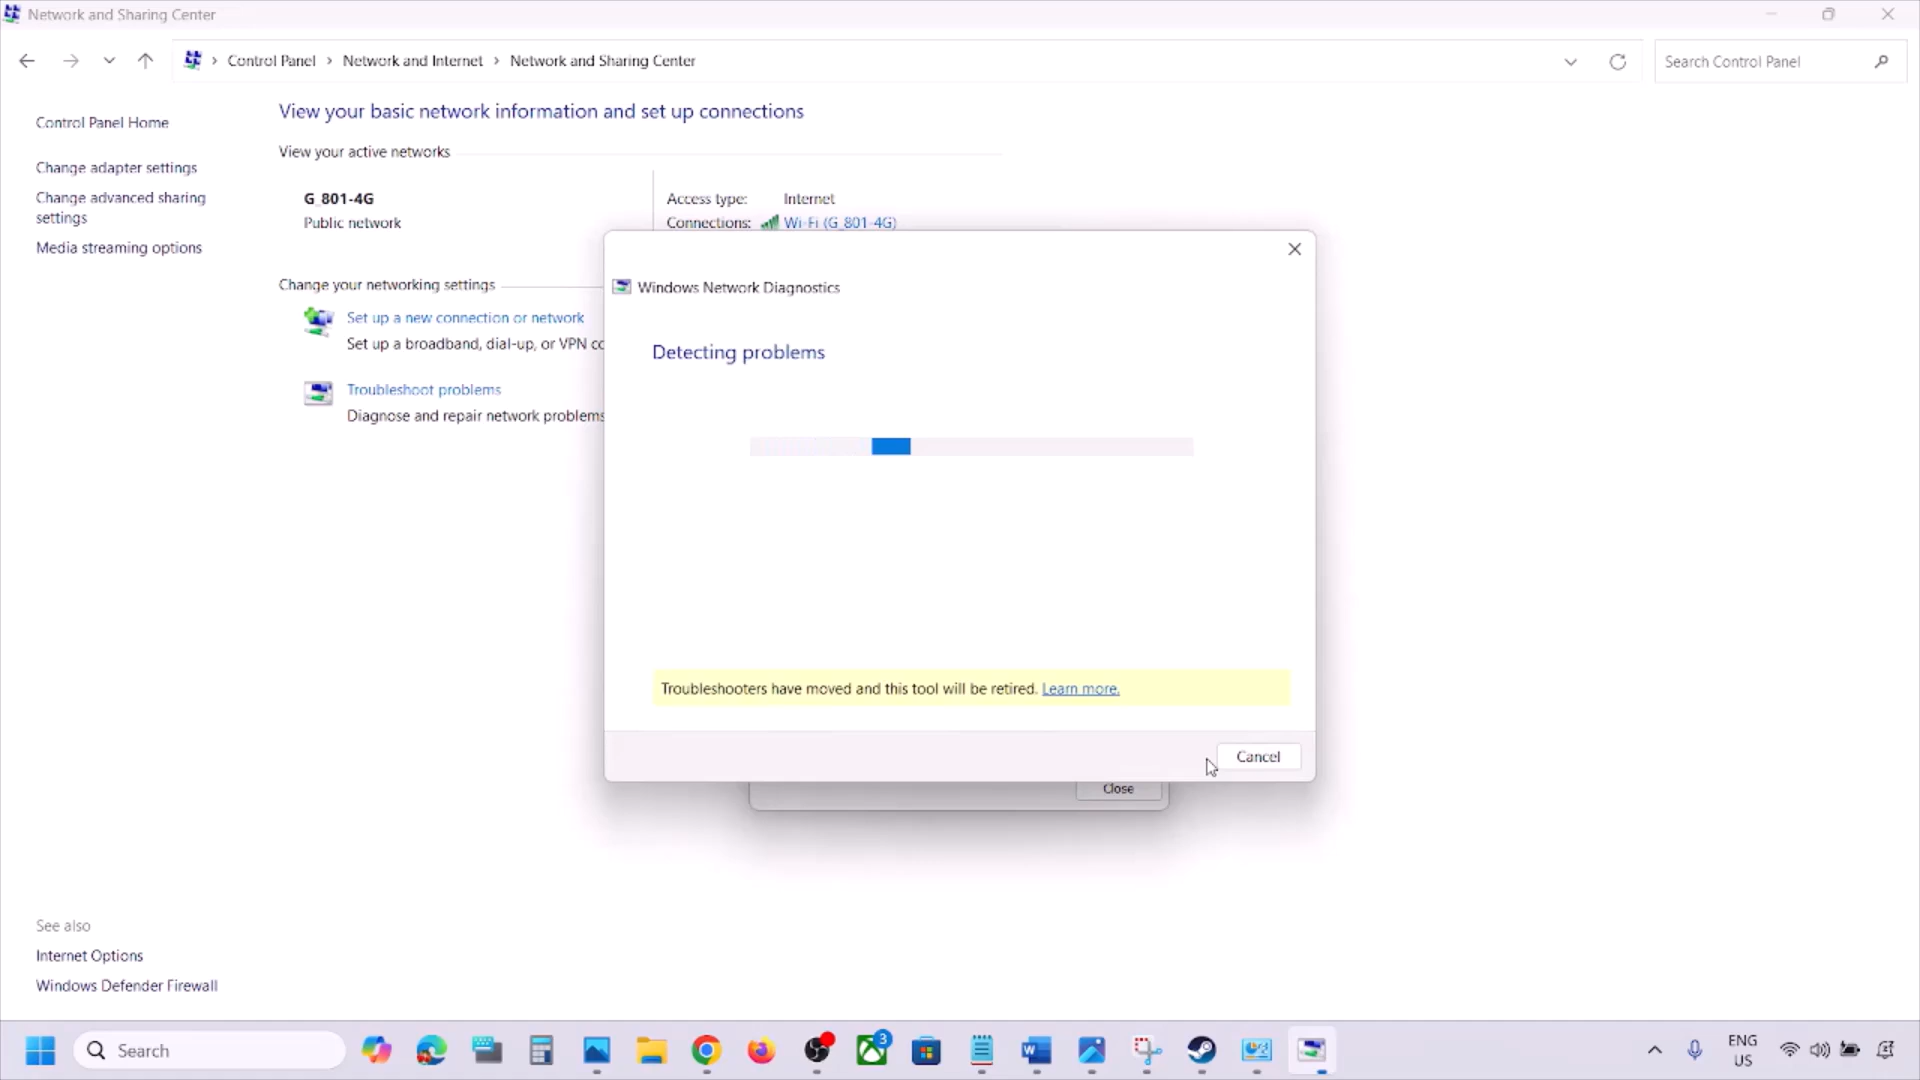 Network and Sharing Center
Control Panel > Network and Internet > Network and Sharing Center
Search Control Panel
Control Panel Home
Change adapter settings
Change advanced sharing
settings
Media streaming options
View your basic network information and set up connections
View your active networks
G_801-4G
Public network
Access type: Internet
Connections: Wi-Fi (G_801-4G)
Change your networking settings
Set up a new connection or network
Set up a broadband, dial-up, or VPN co
Troubleshoot problems
Diagnose and repair network problems
Windows Network Diagnostics
Detecting problems
Troubleshooters have moved and this tool will be retired. Learn more.
Cancel
Close
See also
Internet Options
Windows Defender Firewall
Search
3
ENG
US